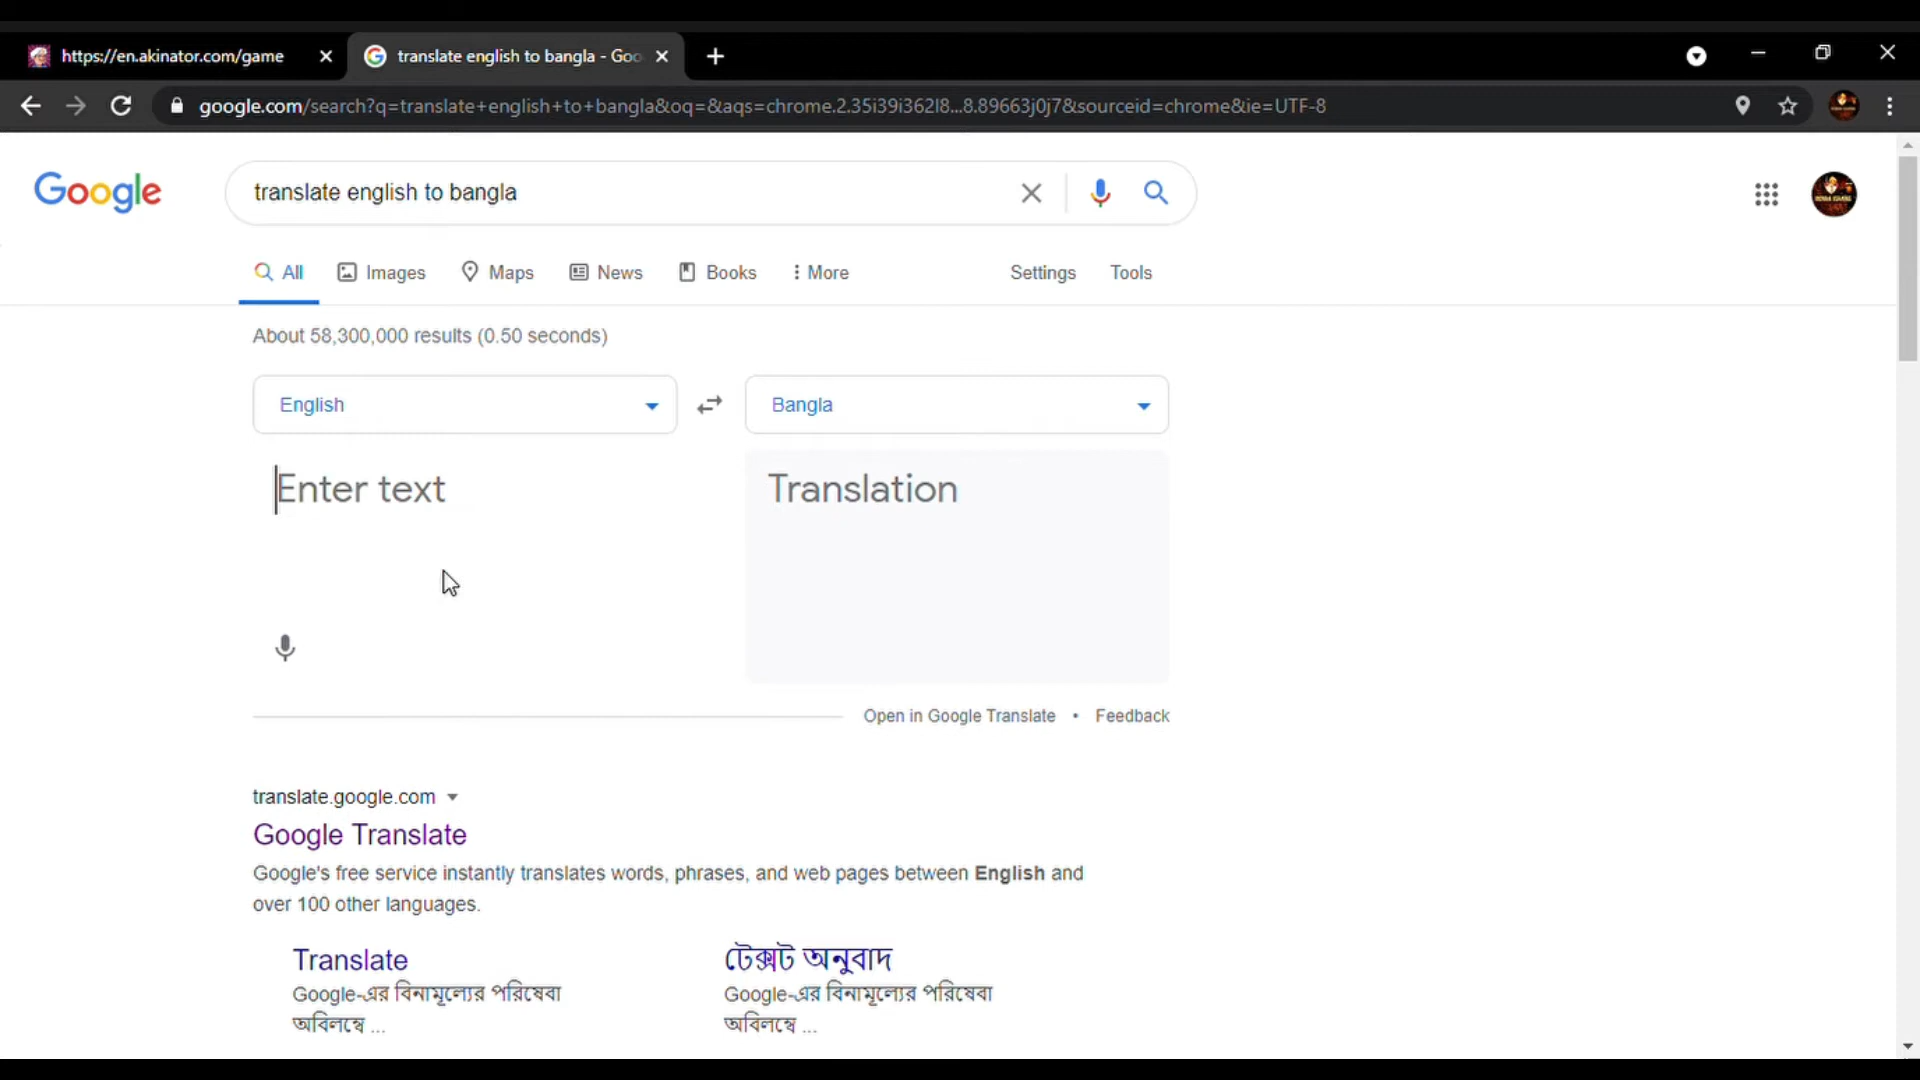 https://en.akinator.com/game
translate english to bangla - Goo
google.com/search?q=translate+english+to+bangla&oq=&aqs=chrome.2.35i39i362l8...8.89663j0j7&sourceid=chrome&ie=UTF-8
Google
translate english to bangla
All Images Maps News Books More Settings Tools
About 58,300,000 results (0.50 seconds)
English Bangla
Enter text Translation
Open in Google Translate • Feedback
translate.google.com
Google Translate
Google's free service instantly translates words, phrases, and web pages between English and
over 100 other languages.
Translate টেক্সট অনুবাদ
Google-এর বিনামূল্যের পরিষেবা Google-এর বিনামূল্যের পরিষেবা
অবিলম্বে ... অবিলম্বে ...